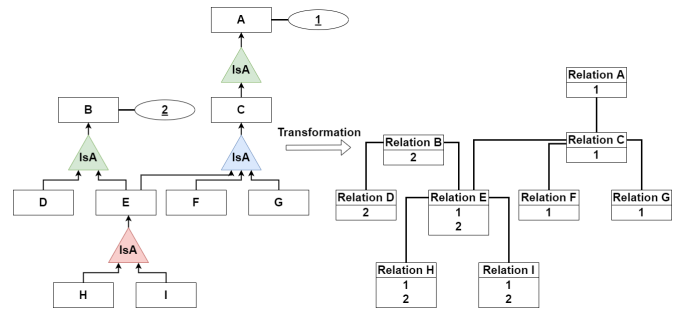 A
1
IsA
B
2
C
IsA
IsA
D
E
F
G
IsA
H
I
Transformation
Relation A
1
Relation B
2
Relation C
1
Relation D
2
Relation E
1
2
Relation F
1
Relation G
1
Relation H
1
2
Relation I
1
2